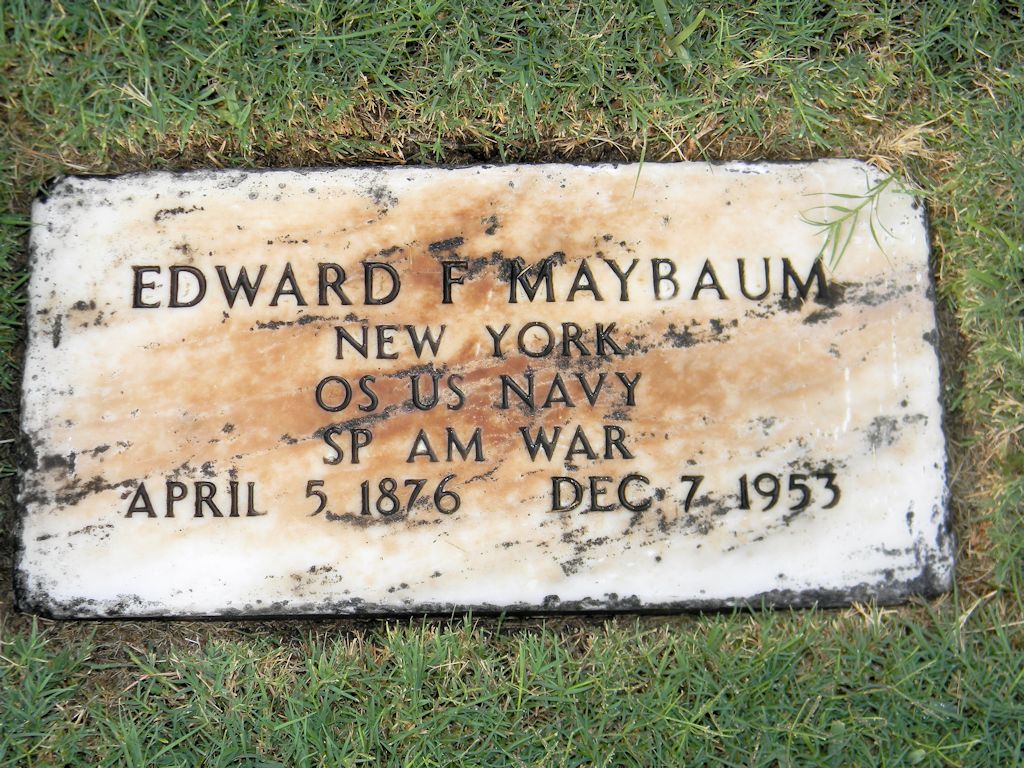 EDWARD F MAYBAUM
NEW YORK
OS US NAVY
SP AM WAR
APRIL 5 1876 DEC 7 1953